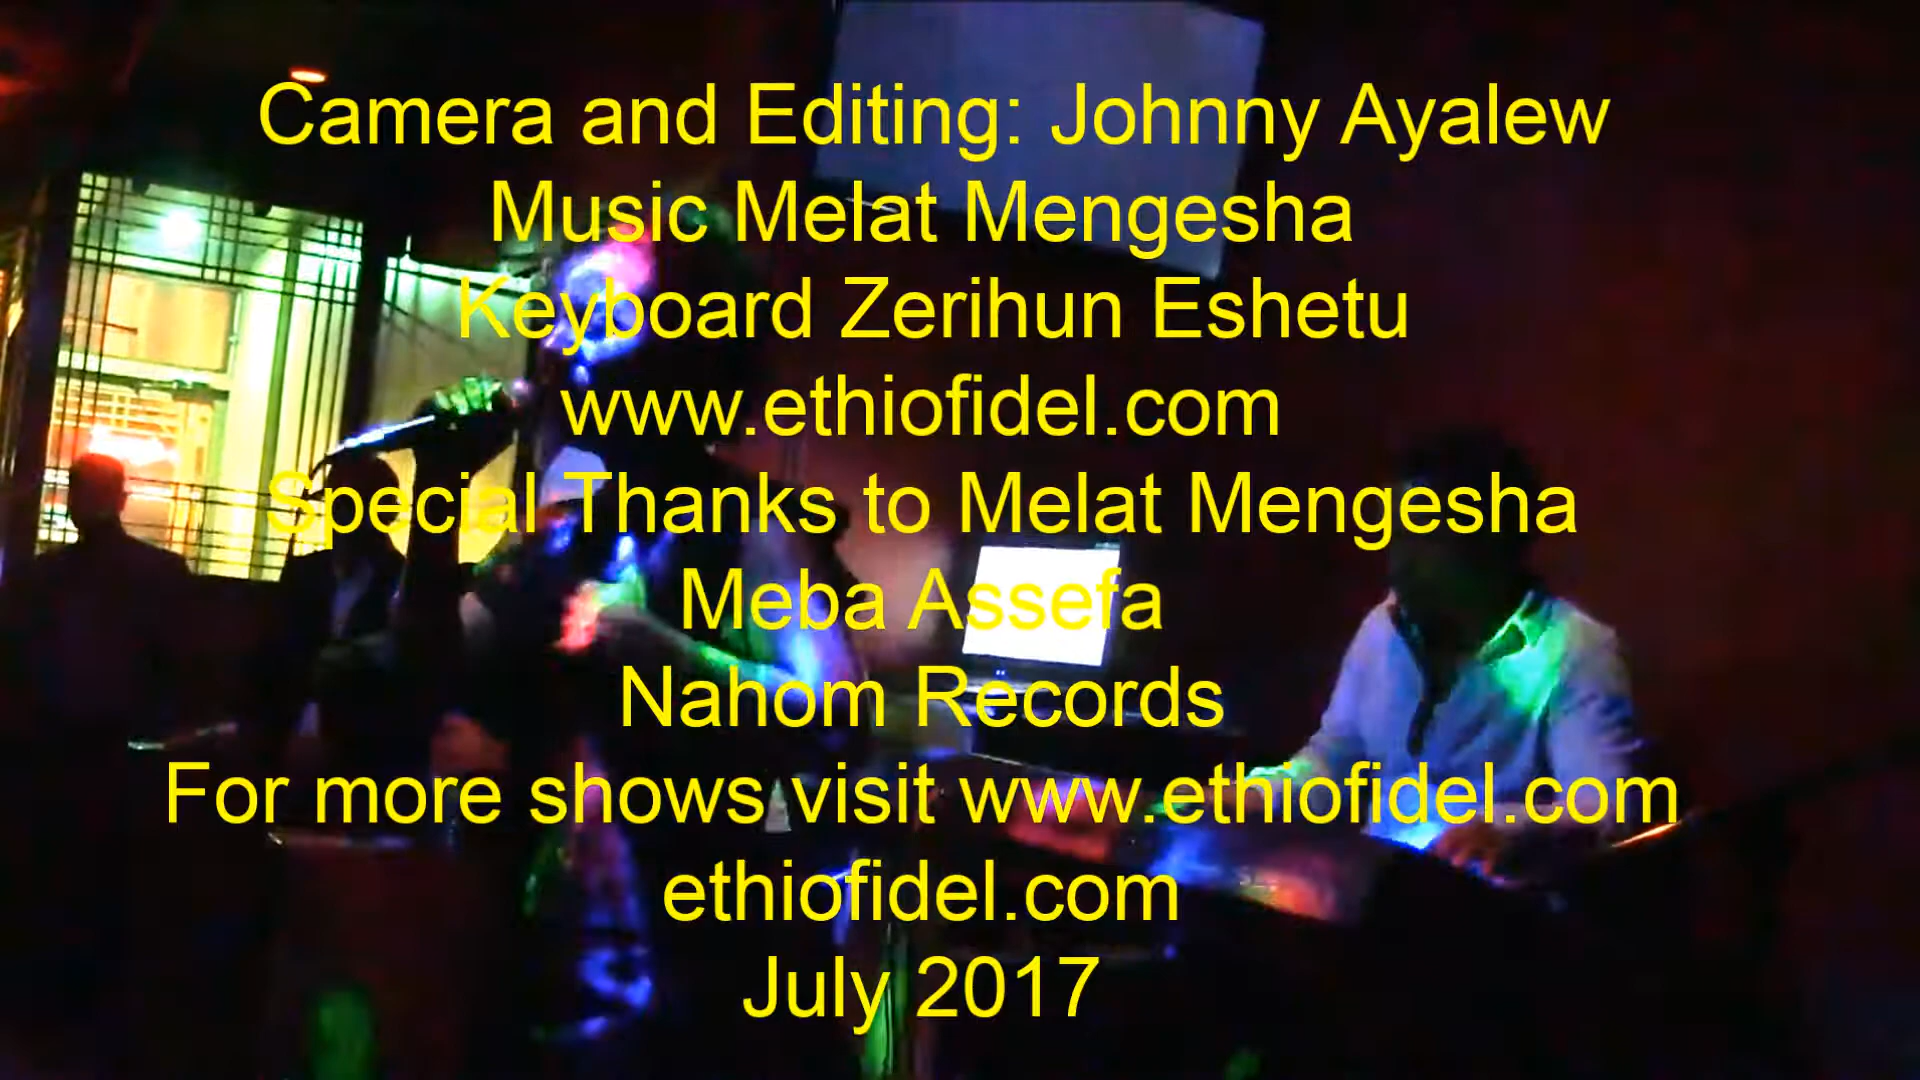 Camera and Editing: Johnny Ayalew
Music Melat Mengesha
Keyboard Zerihun Eshetu
www.ethiofidel.com
Special Thanks to Melat Mengesha
Meba Assefa
Nahom Records
For more shows visit www.ethiofidel.com
ethiofidel.com
July 2017